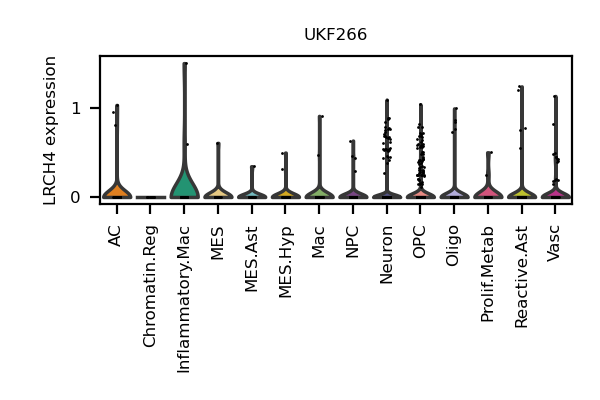 UKF266
LRCH4 expression
1
0
AC
Chromatin.Reg
Inflammatory.Mac
MES
MES.Ast
MES.Hyp
Mac
NPC
Neuron
OPC
Oligo
Prolif.Metab
Reactive.Ast
Vasc